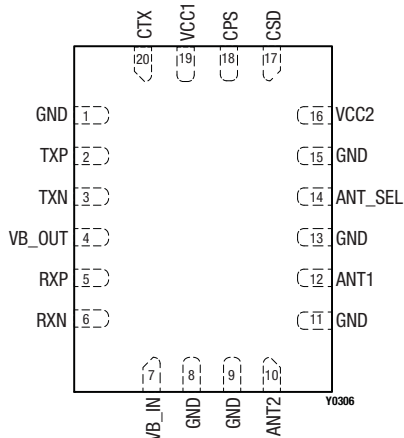 CTX VCC1 CPS CSD
20 19 18 17
GND 1 16 VCC2
TXP 2 15 GND
TXN 3 14 ANT_SEL
VB_OUT 4 13 GND
RXP 5 12 ANT1
RXN 6 11 GND
7 8 9 10
VB_IN GND GND ANT2
Y0306